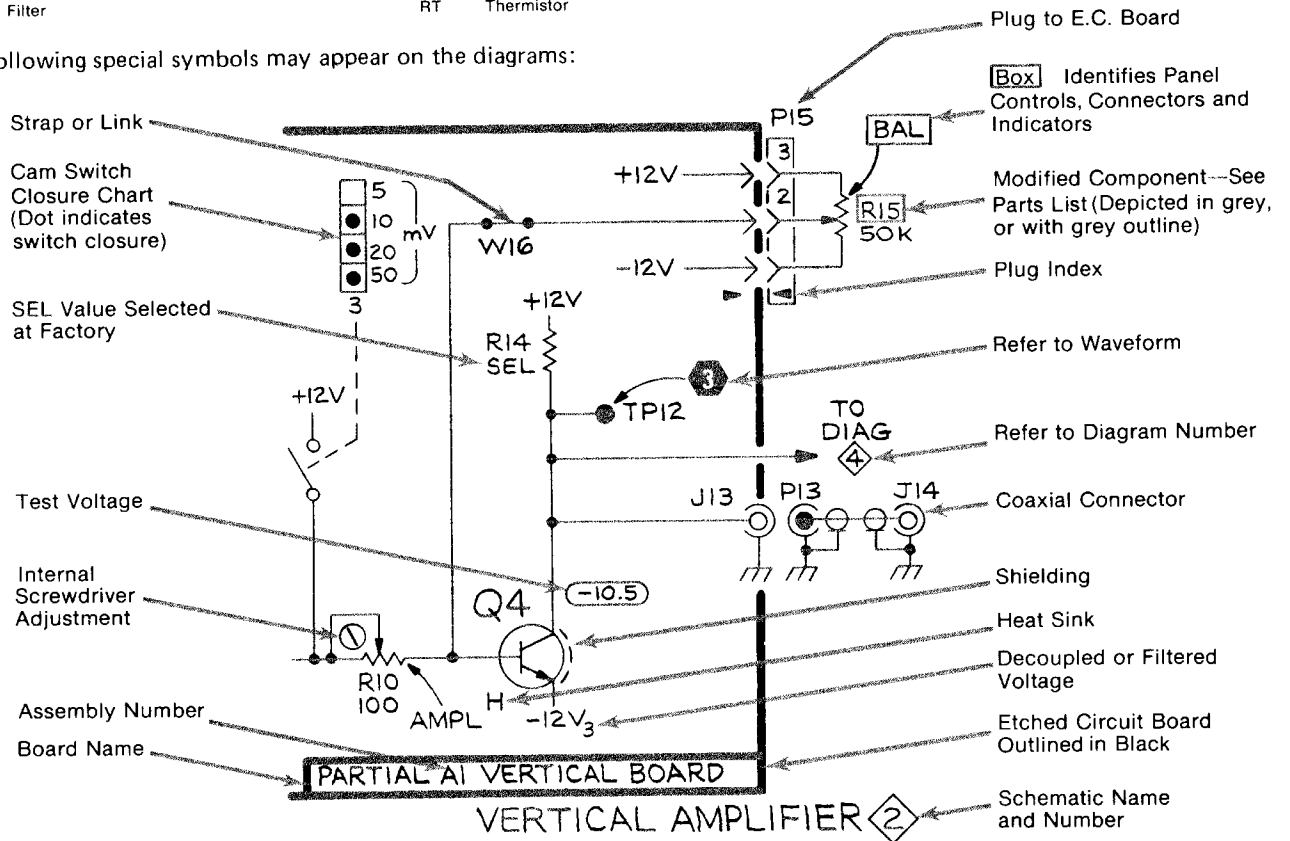 Filter
RT Thermistor
ollowing special symbols may appear on the diagrams:
Strap or Link
Cam Switch
Closure Chart
(Dot indicates
switch closure)
SEL Value Selected
at Factory
Test Voltage
Internal
Screwdriver
Adjustment
Assembly Number
Board Name
5
10
20
50
mV
3
+12V
W16
+12V
R14
SEL
3
TP12
+12V
-12V
P15
3
2
BAL
R15
50K
TO
DIAG
4
J13
P13
J14
-10.5
Q4
R10
100
AMPL
H
-12V3
PARTIAL A1 VERTICAL BOARD
VERTICAL AMPLIFIER 2
Plug to E.C. Board
Box Identifies Panel
Controls, Connectors and
Indicators
Modified Component—See
Parts List (Depicted in grey,
or with grey outline)
Plug Index
Refer to Waveform
Refer to Diagram Number
Coaxial Connector
Shielding
Heat Sink
Decoupled or Filtered
Voltage
Etched Circuit Board
Outlined in Black
Schematic Name
and Number